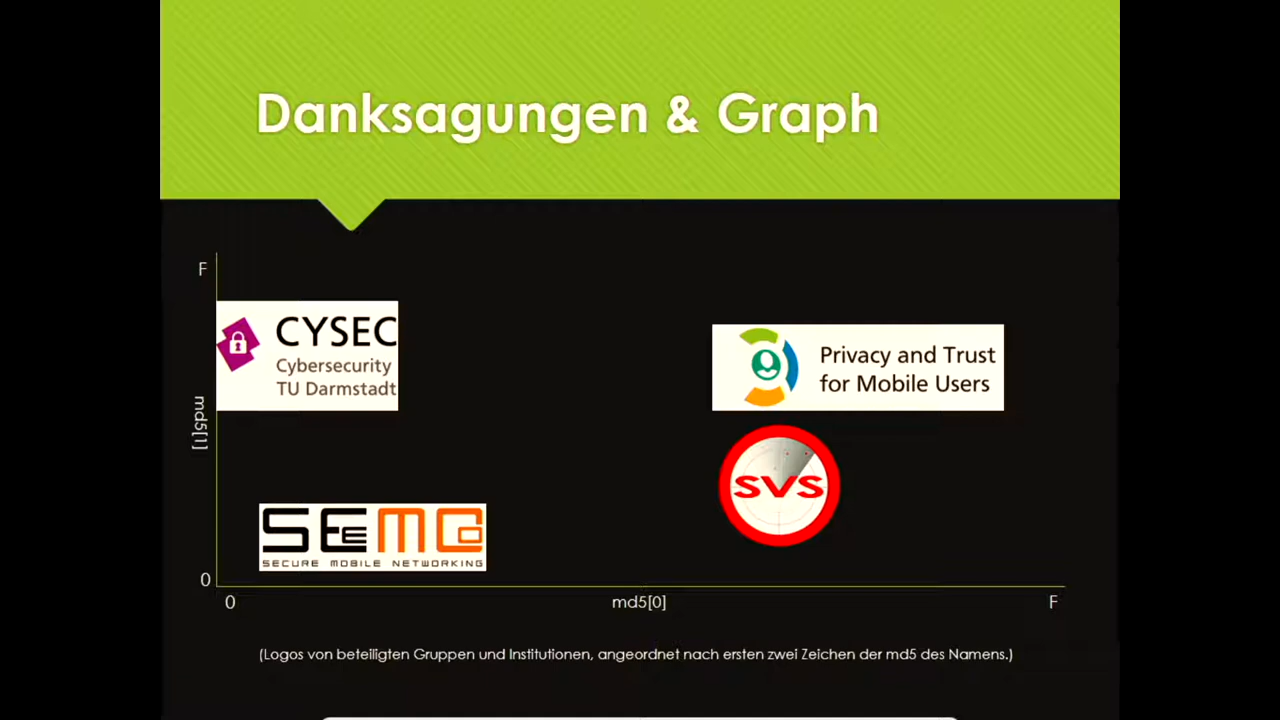 Danksagungen & Graph
F
CYSEC
Cybersecurity
TU Darmstadt
Privacy and Trust
for Mobile Users
md5[1]
SVS
SEEMOO
SECURE MOBILE NETWORKING
0
0
md5[0]
F
(Logos von beteiligten Gruppen und Institutionen, angeordnet nach ersten zwei Zeichen der md5 des Namens.)